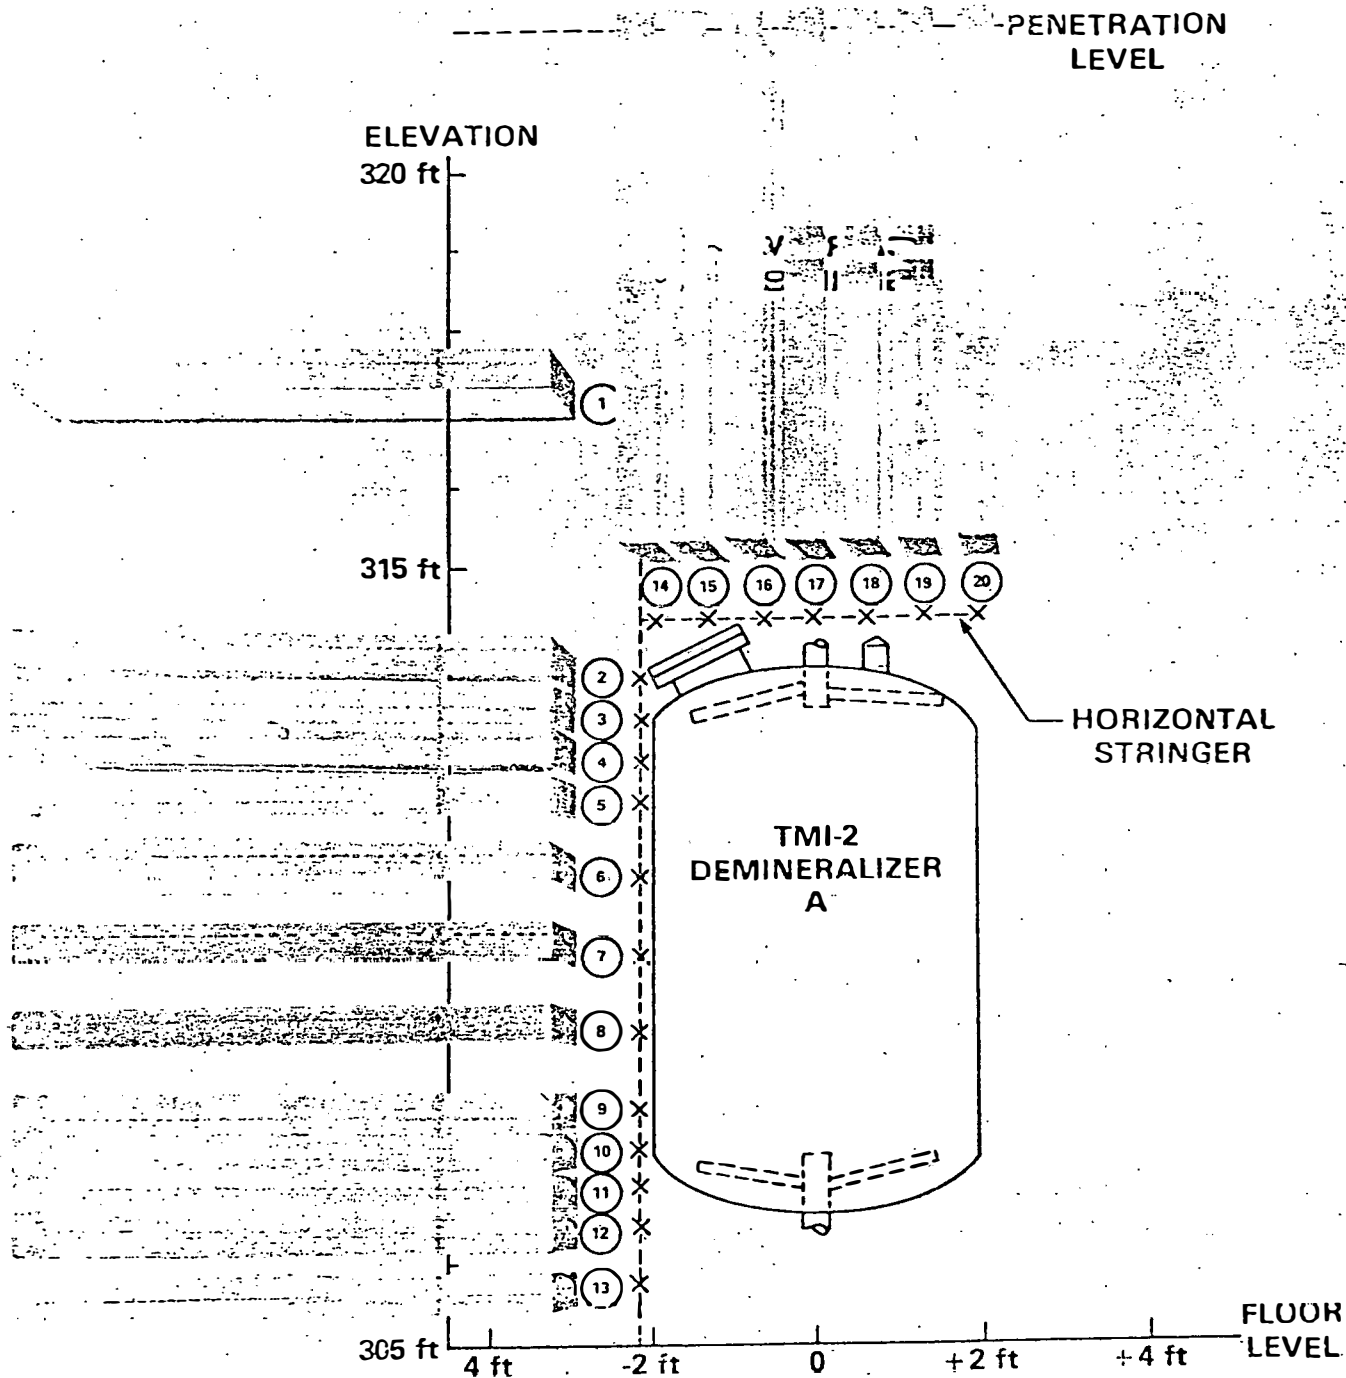 PENETRATION
LEVEL
ELEVATION
320 ft
1
315 ft
14 15 16 17 18 19 20
2
3
4
5
6
7
8
9
10
11
12
13
HORIZONTAL
STRINGER
TMI-2
DEMINERALIZER
A
FLOOR
LEVEL
305 ft
4 ft -2 ft 0 +2 ft +4 ft